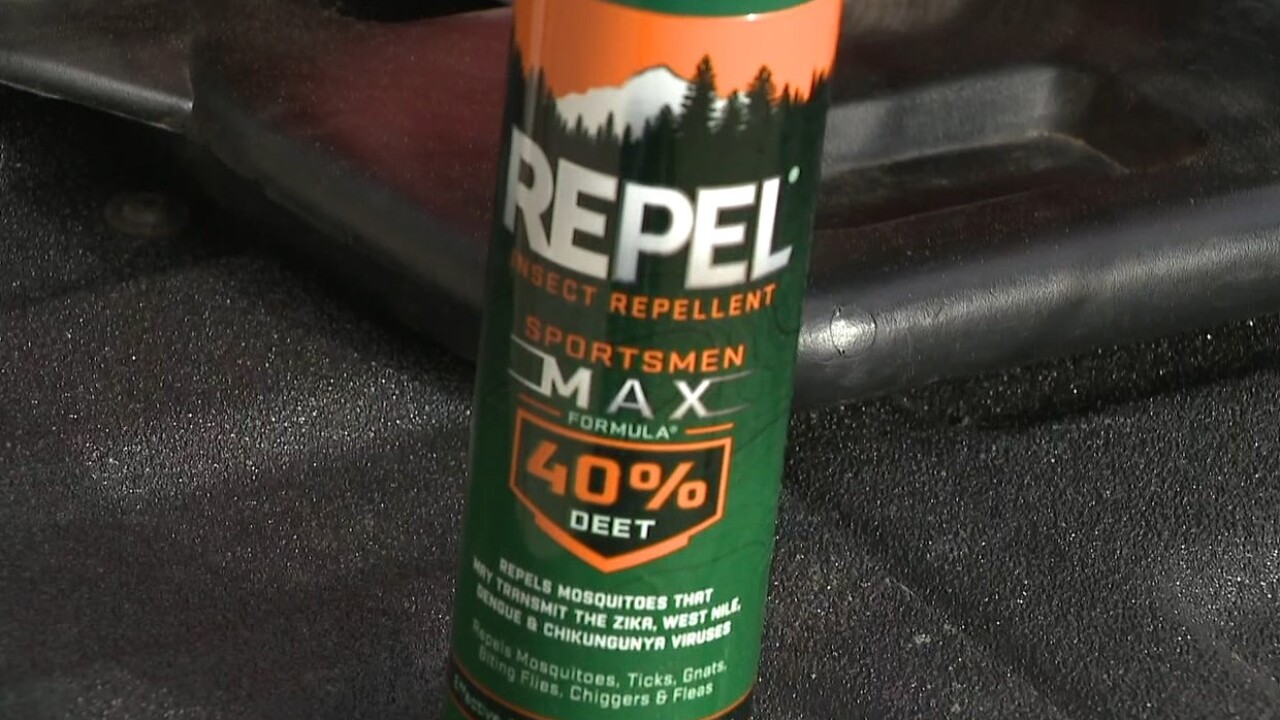 REPEL
INSECT REPELLENT
SPORTSMEN
MAX
FORMULA®
40%
DEET
REPELS MOSQUITOES THAT
MAY TRANSMIT THE ZIKA, WEST NILE,
DENGUE & CHIKUNGUNYA VIRUSES
Repels Mosquitoes, Ticks, Gnats,
Biting Flies, Chiggers & Fleas